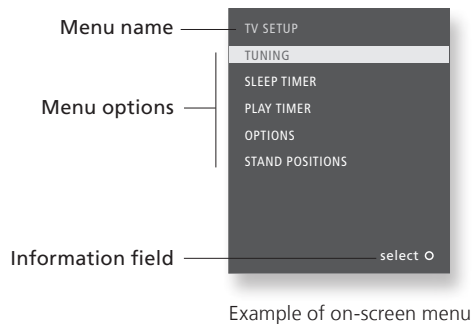 Menu name
TV SETUP
TUNING
SLEEP TIMER
Menu options
PLAY TIMER
OPTIONS
STAND POSITIONS
Information field
select
Example of on-screen menu